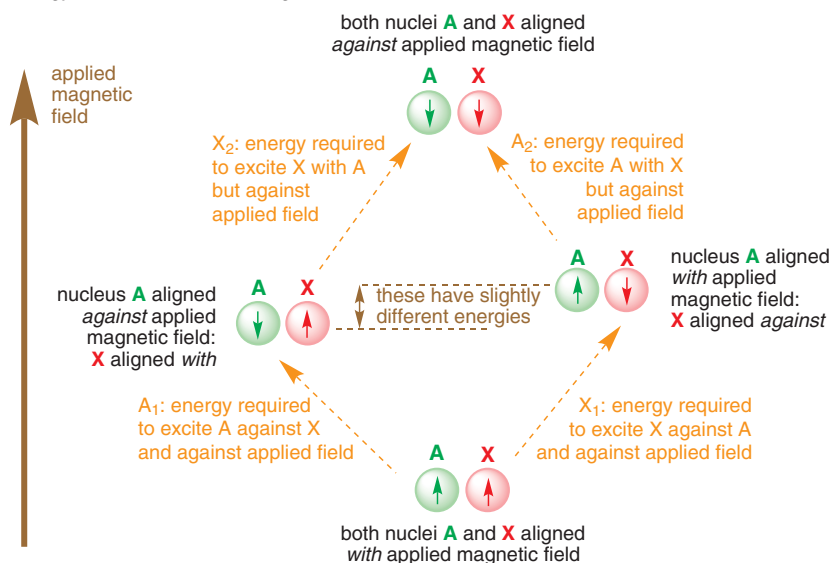 both nuclei A and X aligned
against applied magnetic field
applied
magnetic
field
A X
X2: energy required
to excite X with A
but against
applied field
A2: energy required
to excite A with X
but against
applied field
nucleus A aligned
against applied
magnetic field:
X aligned with
A X
these have slightly
different energies
A X
nucleus A aligned
with applied
magnetic field:
X aligned against
A1: energy required
to excite A against X
and against applied field
X1: energy required
to excite X against A
and against applied field
A X
both nuclei A and X aligned
with applied magnetic field